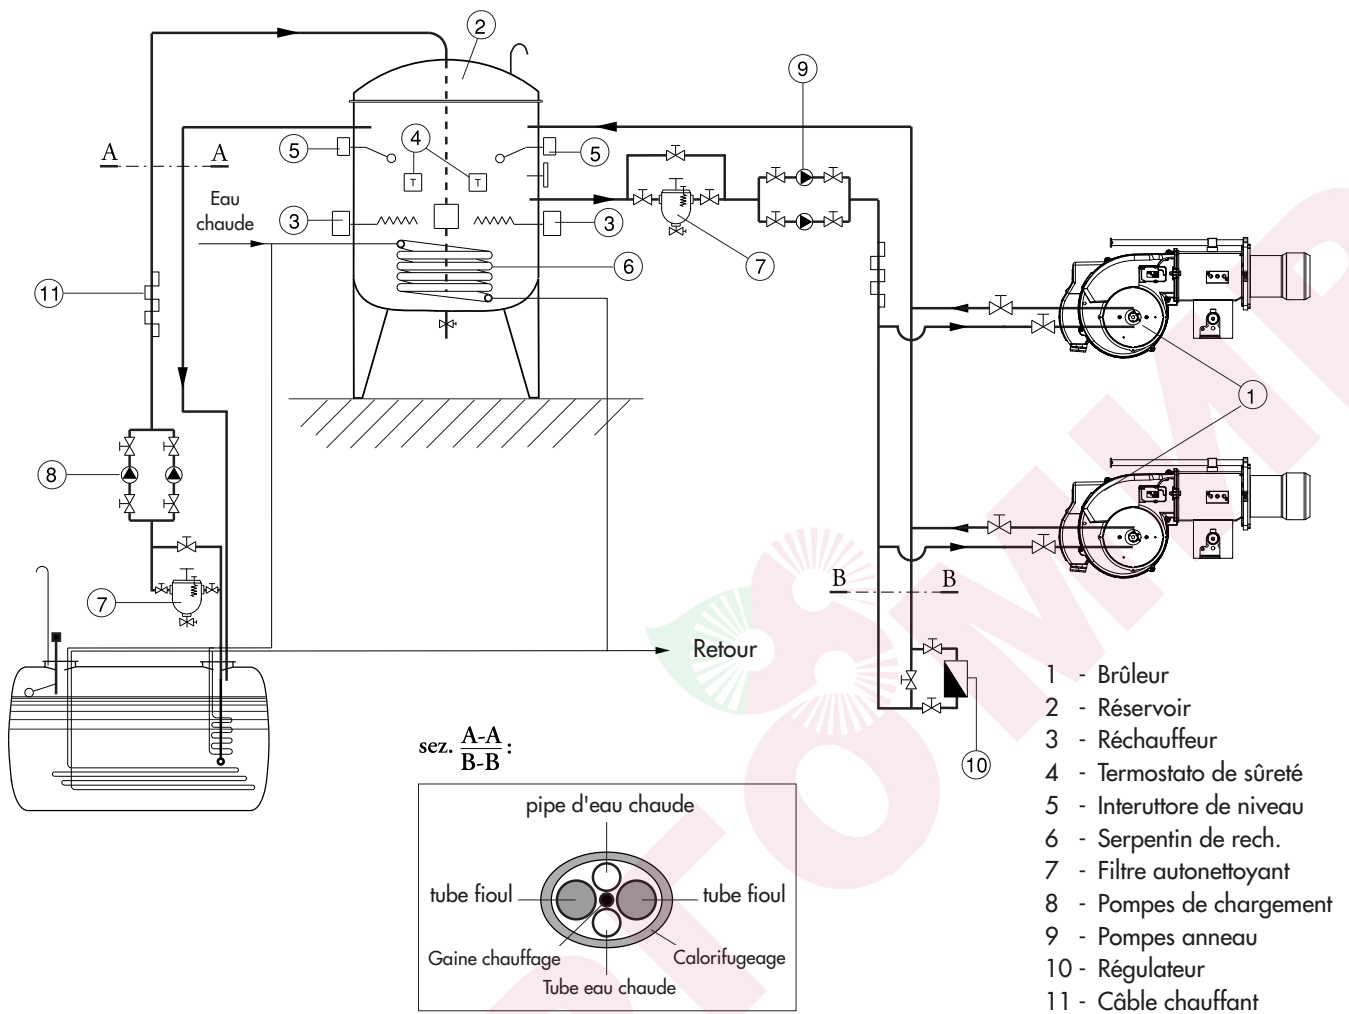 2
9
A
A
5
4
5
T
T
Eau
chaude
3
3
7
6
11
1
8
7
B
B
Retour
10
sez. A-A
B-B :
pipe d'eau chaude
tube fioul
tube fioul
Gaine chauffage
Calorifugeage
Tube eau chaude
1 - Brûleur
2 - Réservoir
3 - Réchauffeur
4 - Termostato de sûreté
5 - Interuttore de niveau
6 - Serpentin de rech.
7 - Filtre autonettoyant
8 - Pompes de chargement
9 - Pompes anneau
10 - Régulateur
11 - Câble chauffant